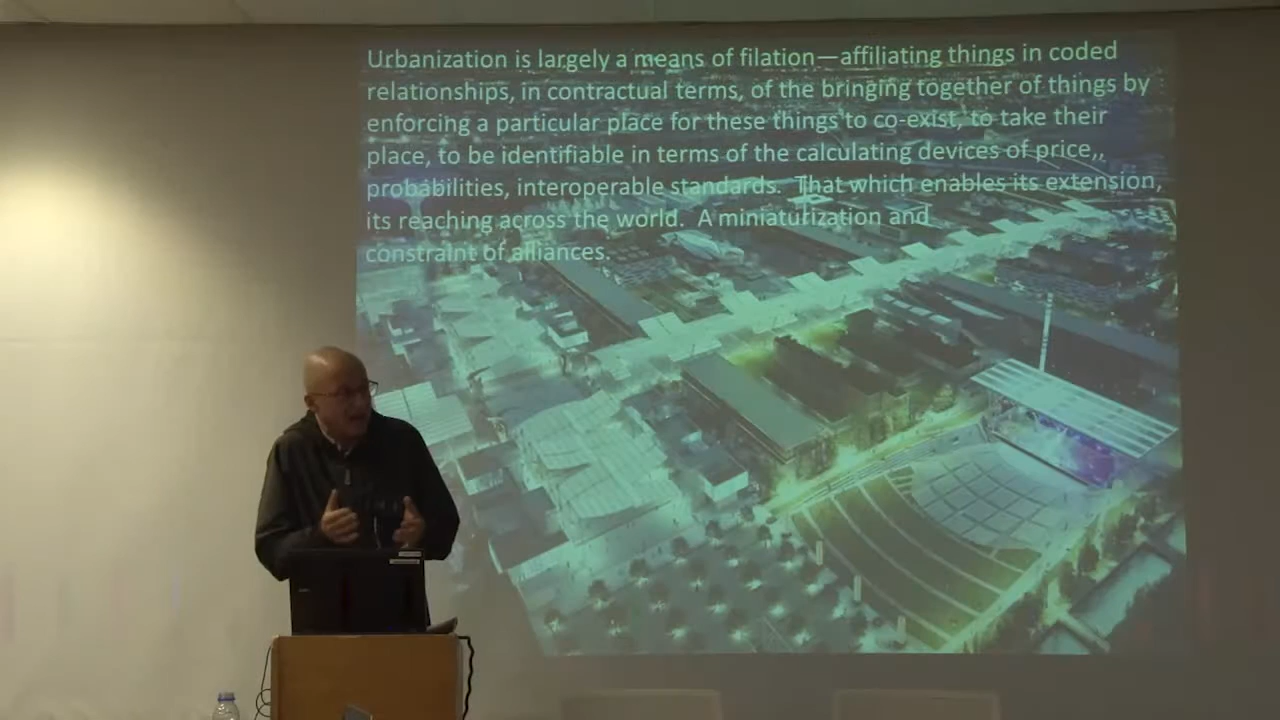 Urbanization is largely a means of filation—affiliating things in coded
relationships, in contractual terms, of the bringing together of things by
enforcing a particular place for these things to co-exist, to take their
place, to be identifiable in terms of the calculating devices of price,,
probabilities, interoperable standards.  That which enables its extension,
its reaching across the world.  A miniaturization and
constraint of alliances.